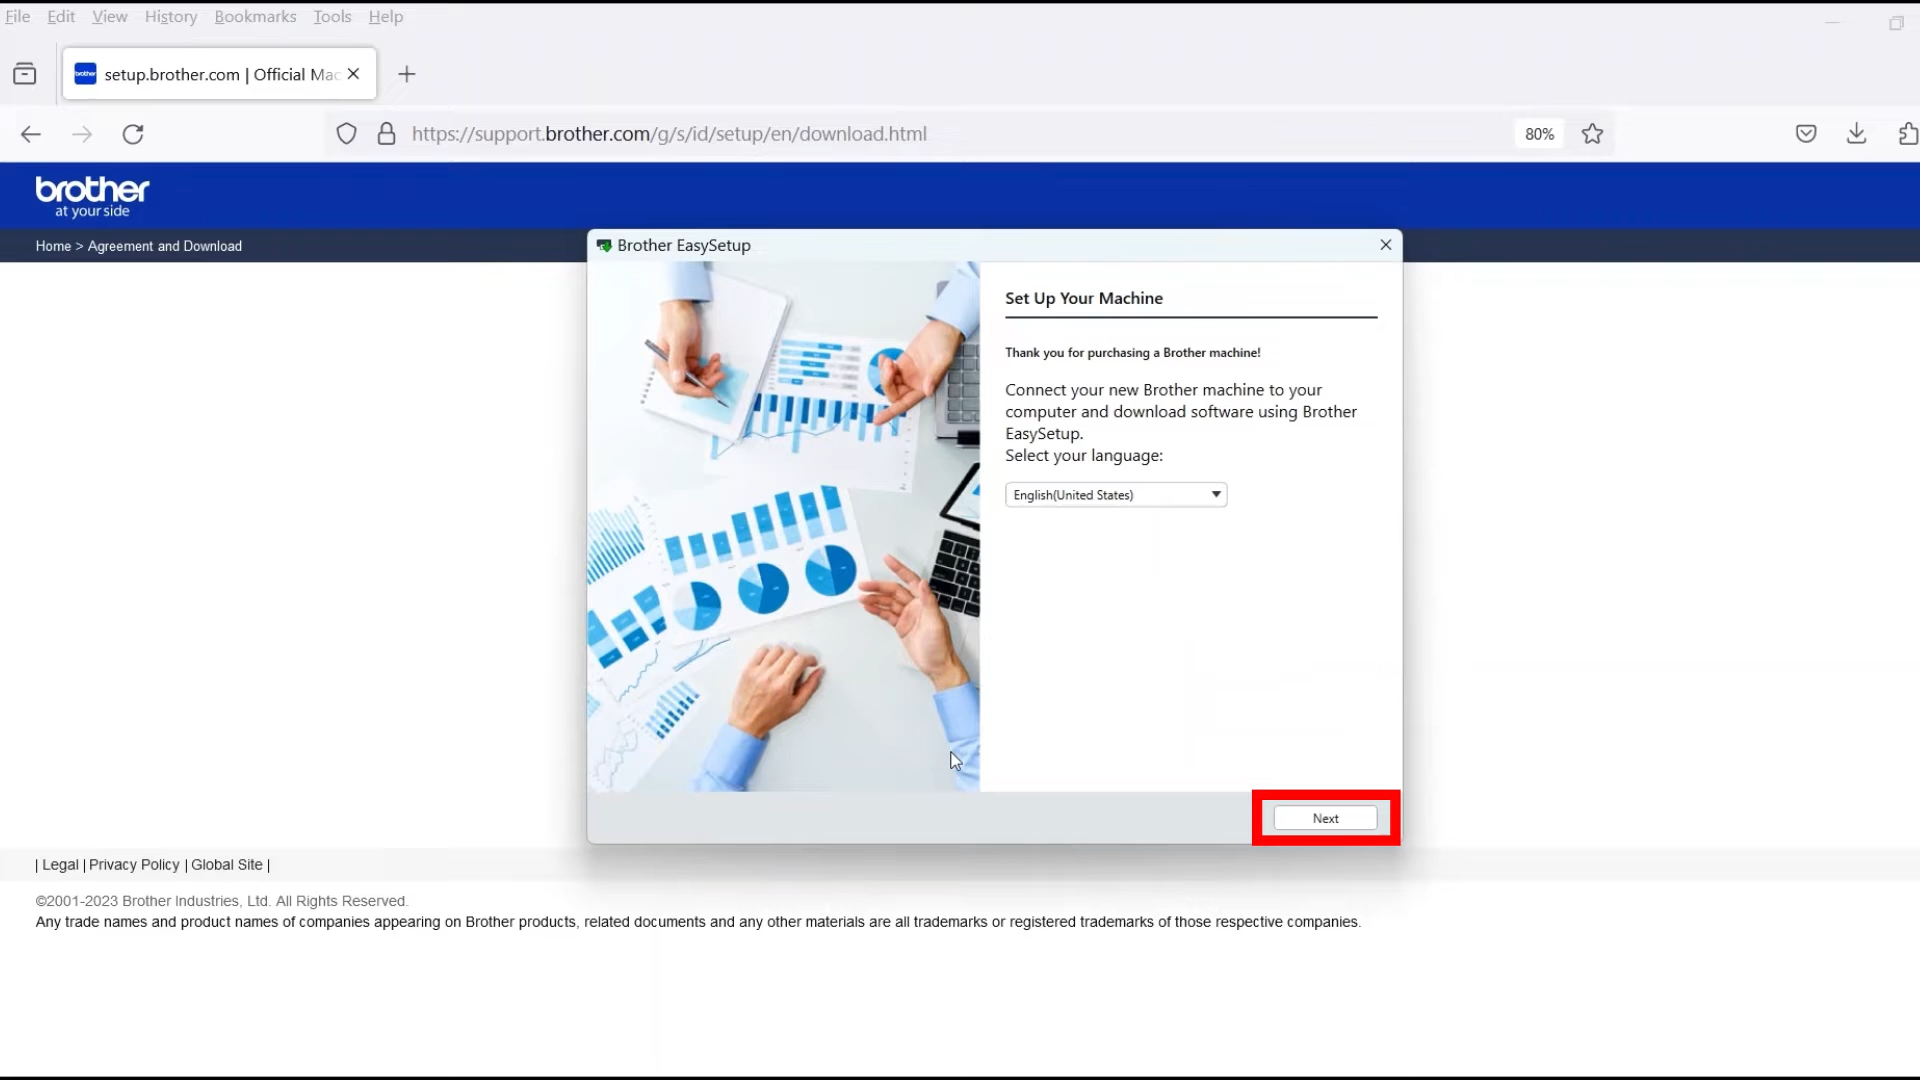 File Edit View History Bookmarks Tools Help
brother setup.brother.com | Official Mac
https://support.brother.com/g/s/id/setup/en/download.html 80%
brother
at your side
Home > Agreement and Download
Brother EasySetup
Set Up Your Machine
Thank you for purchasing a Brother machine!
Connect your new Brother machine to your
computer and download software using Brother
EasySetup.
Select your language:
English(United States)
Next
| Legal | Privacy Policy | Global Site |
©2001-2023 Brother Industries, Ltd. All Rights Reserved.
Any trade names and product names of companies appearing on Brother products, related documents and any other materials are all trademarks or registered trademarks of those respective companies.